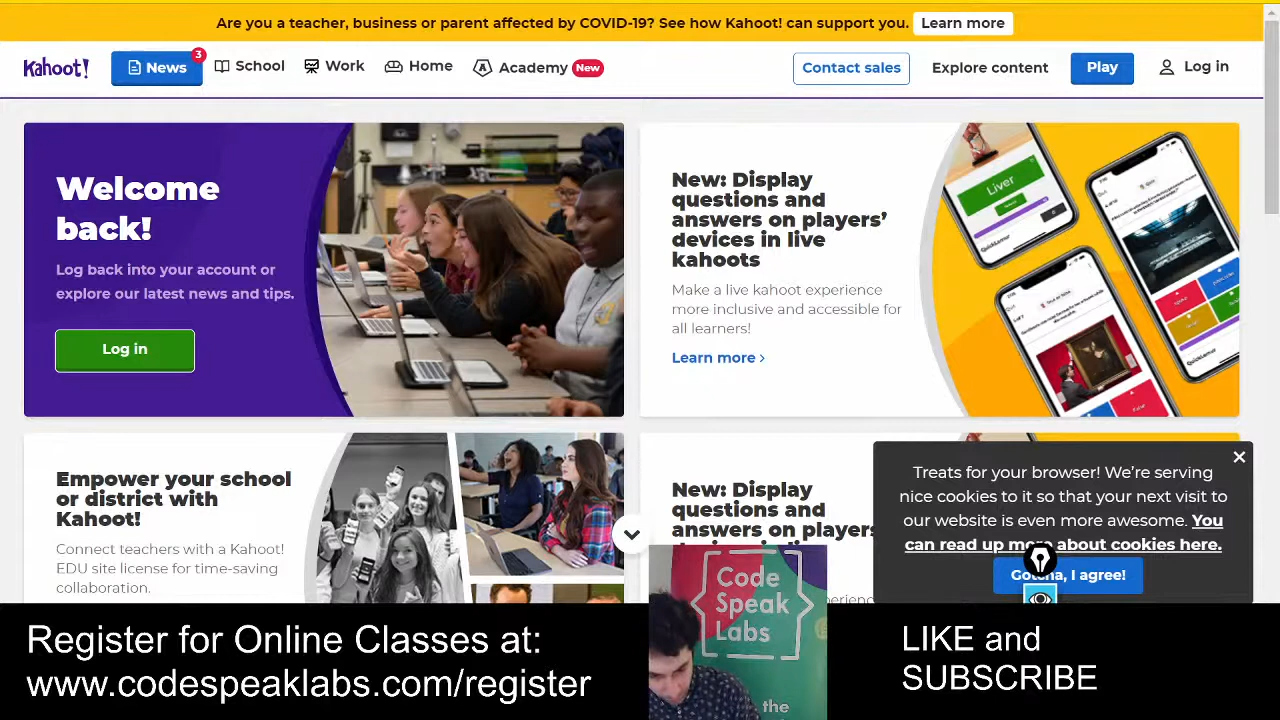 Are you a teacher, business or parent affected by COVID-19? See how Kahoot! can support you. Learn more
Kahoot! News 3 School Work Home Academy New Contact sales Explore content Play Log in
Welcome
back!
Log back into your account or
explore our latest news and tips.
Log in
New: Display
questions and
answers on players'
devices in live
kahoots
Make a live kahoot experience
more inclusive and accessible for
all learners!
Learn more ›
Liver
Empower your school
or district with
Kahoot!
Connect teachers with a Kahoot!
EDU site license for time-saving
collaboration.
New: Display
questions and
answers on players
Treats for your browser! We're serving
nice cookies to it so that your next visit to
our website is even more awesome. You
can read up more about cookies here.
Gotcha, I agree!
Code
Speak
Labs
the
Register for Online Classes at:
www.codespeaklabs.com/register
LIKE and
SUBSCRIBE